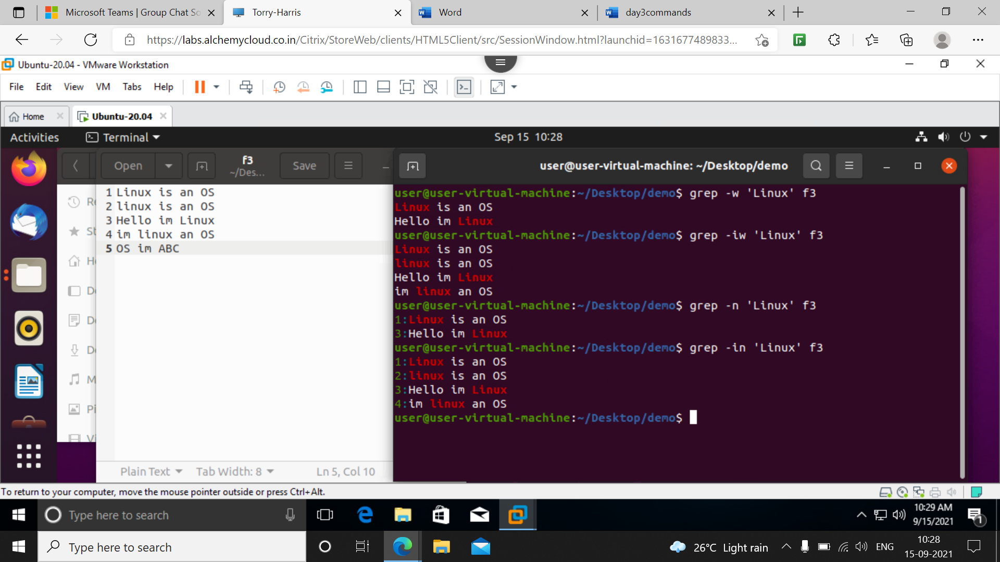 Microsoft Teams | Group Chat So
Torry-Harris
Word
day3commands
https://labs.alchemycloud.co.in/Citrix/StoreWeb/clients/HTML5Client/src/SessionWindow.html?launchid=1631677489833...
Ubuntu-20.04 - VMware Workstation
File Edit View VM Tabs Help
Home
Ubuntu-20.04
Activities
Terminal
Sep 15 10:28
Open
f3
~/Des...
Save
user@user-virtual-machine: ~/Desktop/demo
Re
St
H
D
D
D
M
Pi
Vi
1 Linux is an OS
2 linux is an OS
3 Hello im Linux
4 im linux an OS
5 OS im ABC
Plain Text
Tab Width: 8
Ln 5, Col 10
user@user-virtual-machine:~/Desktop/demo$ grep -w 'Linux' f3
Linux is an OS
Hello im Linux
user@user-virtual-machine:~/Desktop/demo$ grep -iw 'Linux' f3
Linux is an OS
linux is an OS
Hello im Linux
im linux an OS
user@user-virtual-machine:~/Desktop/demo$ grep -n 'Linux' f3
1:Linux is an OS
3:Hello im Linux
user@user-virtual-machine:~/Desktop/demo$ grep -in 'Linux' f3
1:Linux is an OS
2:linux is an OS
3:Hello im Linux
4:im linux an OS
user@user-virtual-machine:~/Desktop/demo$
To return to your computer, move the mouse pointer outside or press Ctrl+Alt.
Type here to search
10:29 AM
9/15/2021
1
Type here to search
26°C Light rain
ENG
10:28
15-09-2021